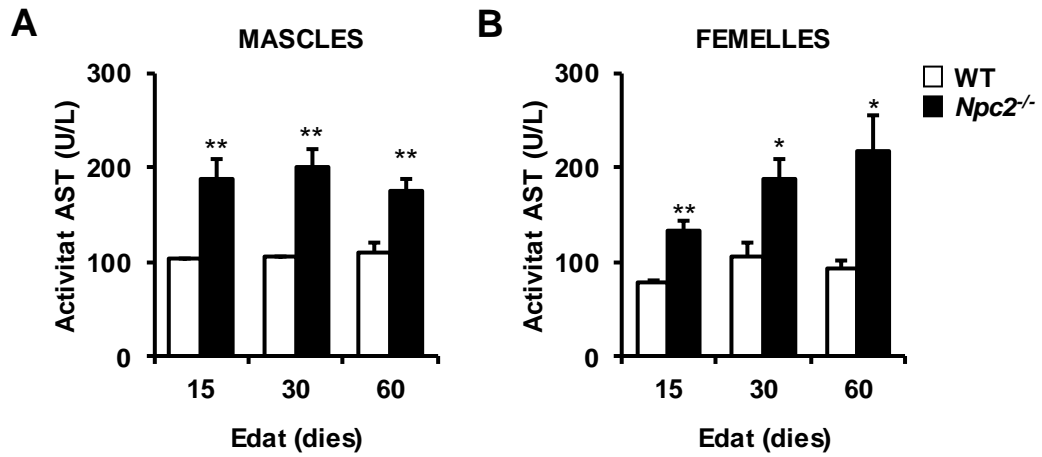 A
MASCLES
Activitat AST (U/L)
300
200
100
0
**
**
**
15 30 60
Edat (dies)
B
FEMELLES
Activitat AST (U/L)
300
200
100
0
**
*
*
15 30 60
Edat (dies)
WT
Npc2-/-